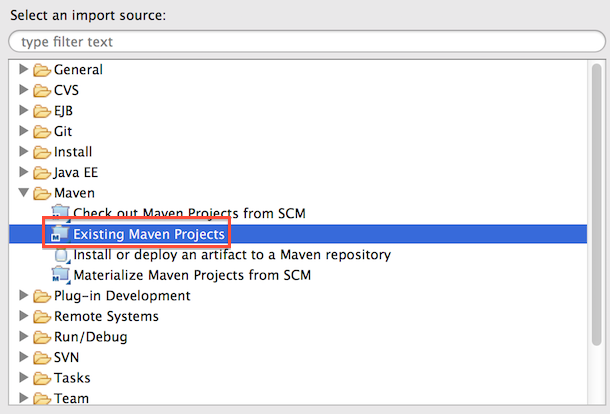 Select an import source:
type filter text
General
CVS
EJB
Git
Install
Java EE
Maven
Check out Maven Projects from SCM
Existing Maven Projects
Install or deploy an artifact to a Maven repository
Materialize Maven Projects from SCM
Plug-in Development
Remote Systems
Run/Debug
SVN
Tasks
Team